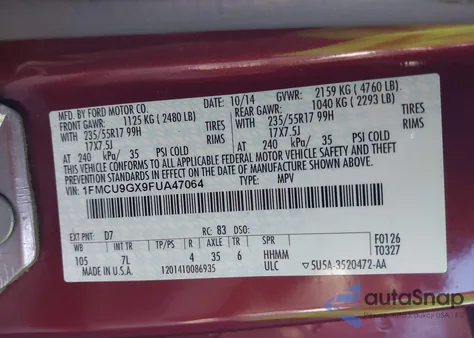 MFD. BY FORD MOTOR CO.
10/14 GVWR: 2159 KG (4760 LB)
FRONT GAWR: 1125 KG (2480 LB)
REAR GAWR: 1040 KG (2293 LB)
WITH 235/55R17 99H TIRES
WITH 235/55R17 99H TIRES
17X7.5J RIMS
17X7.5J RIMS
AT 240 kPa/ 35 PSI COLD
AT 240 kPa/ 35 PSI COLD
THIS VEHICLE CONFORMS TO ALL APPLICABLE FEDERAL MOTOR VEHICLE SAFETY, BUMPER, AND THEFT
PREVENTION STANDARDS IN EFFECT ON THE DATE OF MANUFACTURE SHOWN ABOVE.
VIN: 1FMCU9GX9FUA47064
TYPE: MPV
EXT PNT: D7 RC: 83 DSO:
F0126
WB INT TR TP/PS R AXLE TR SPR
T0327
105 7L 4 35 6 HHMM
MADE IN U.S.A. ULC 5U5A-3520472-AA
1201410086935
autoSnap